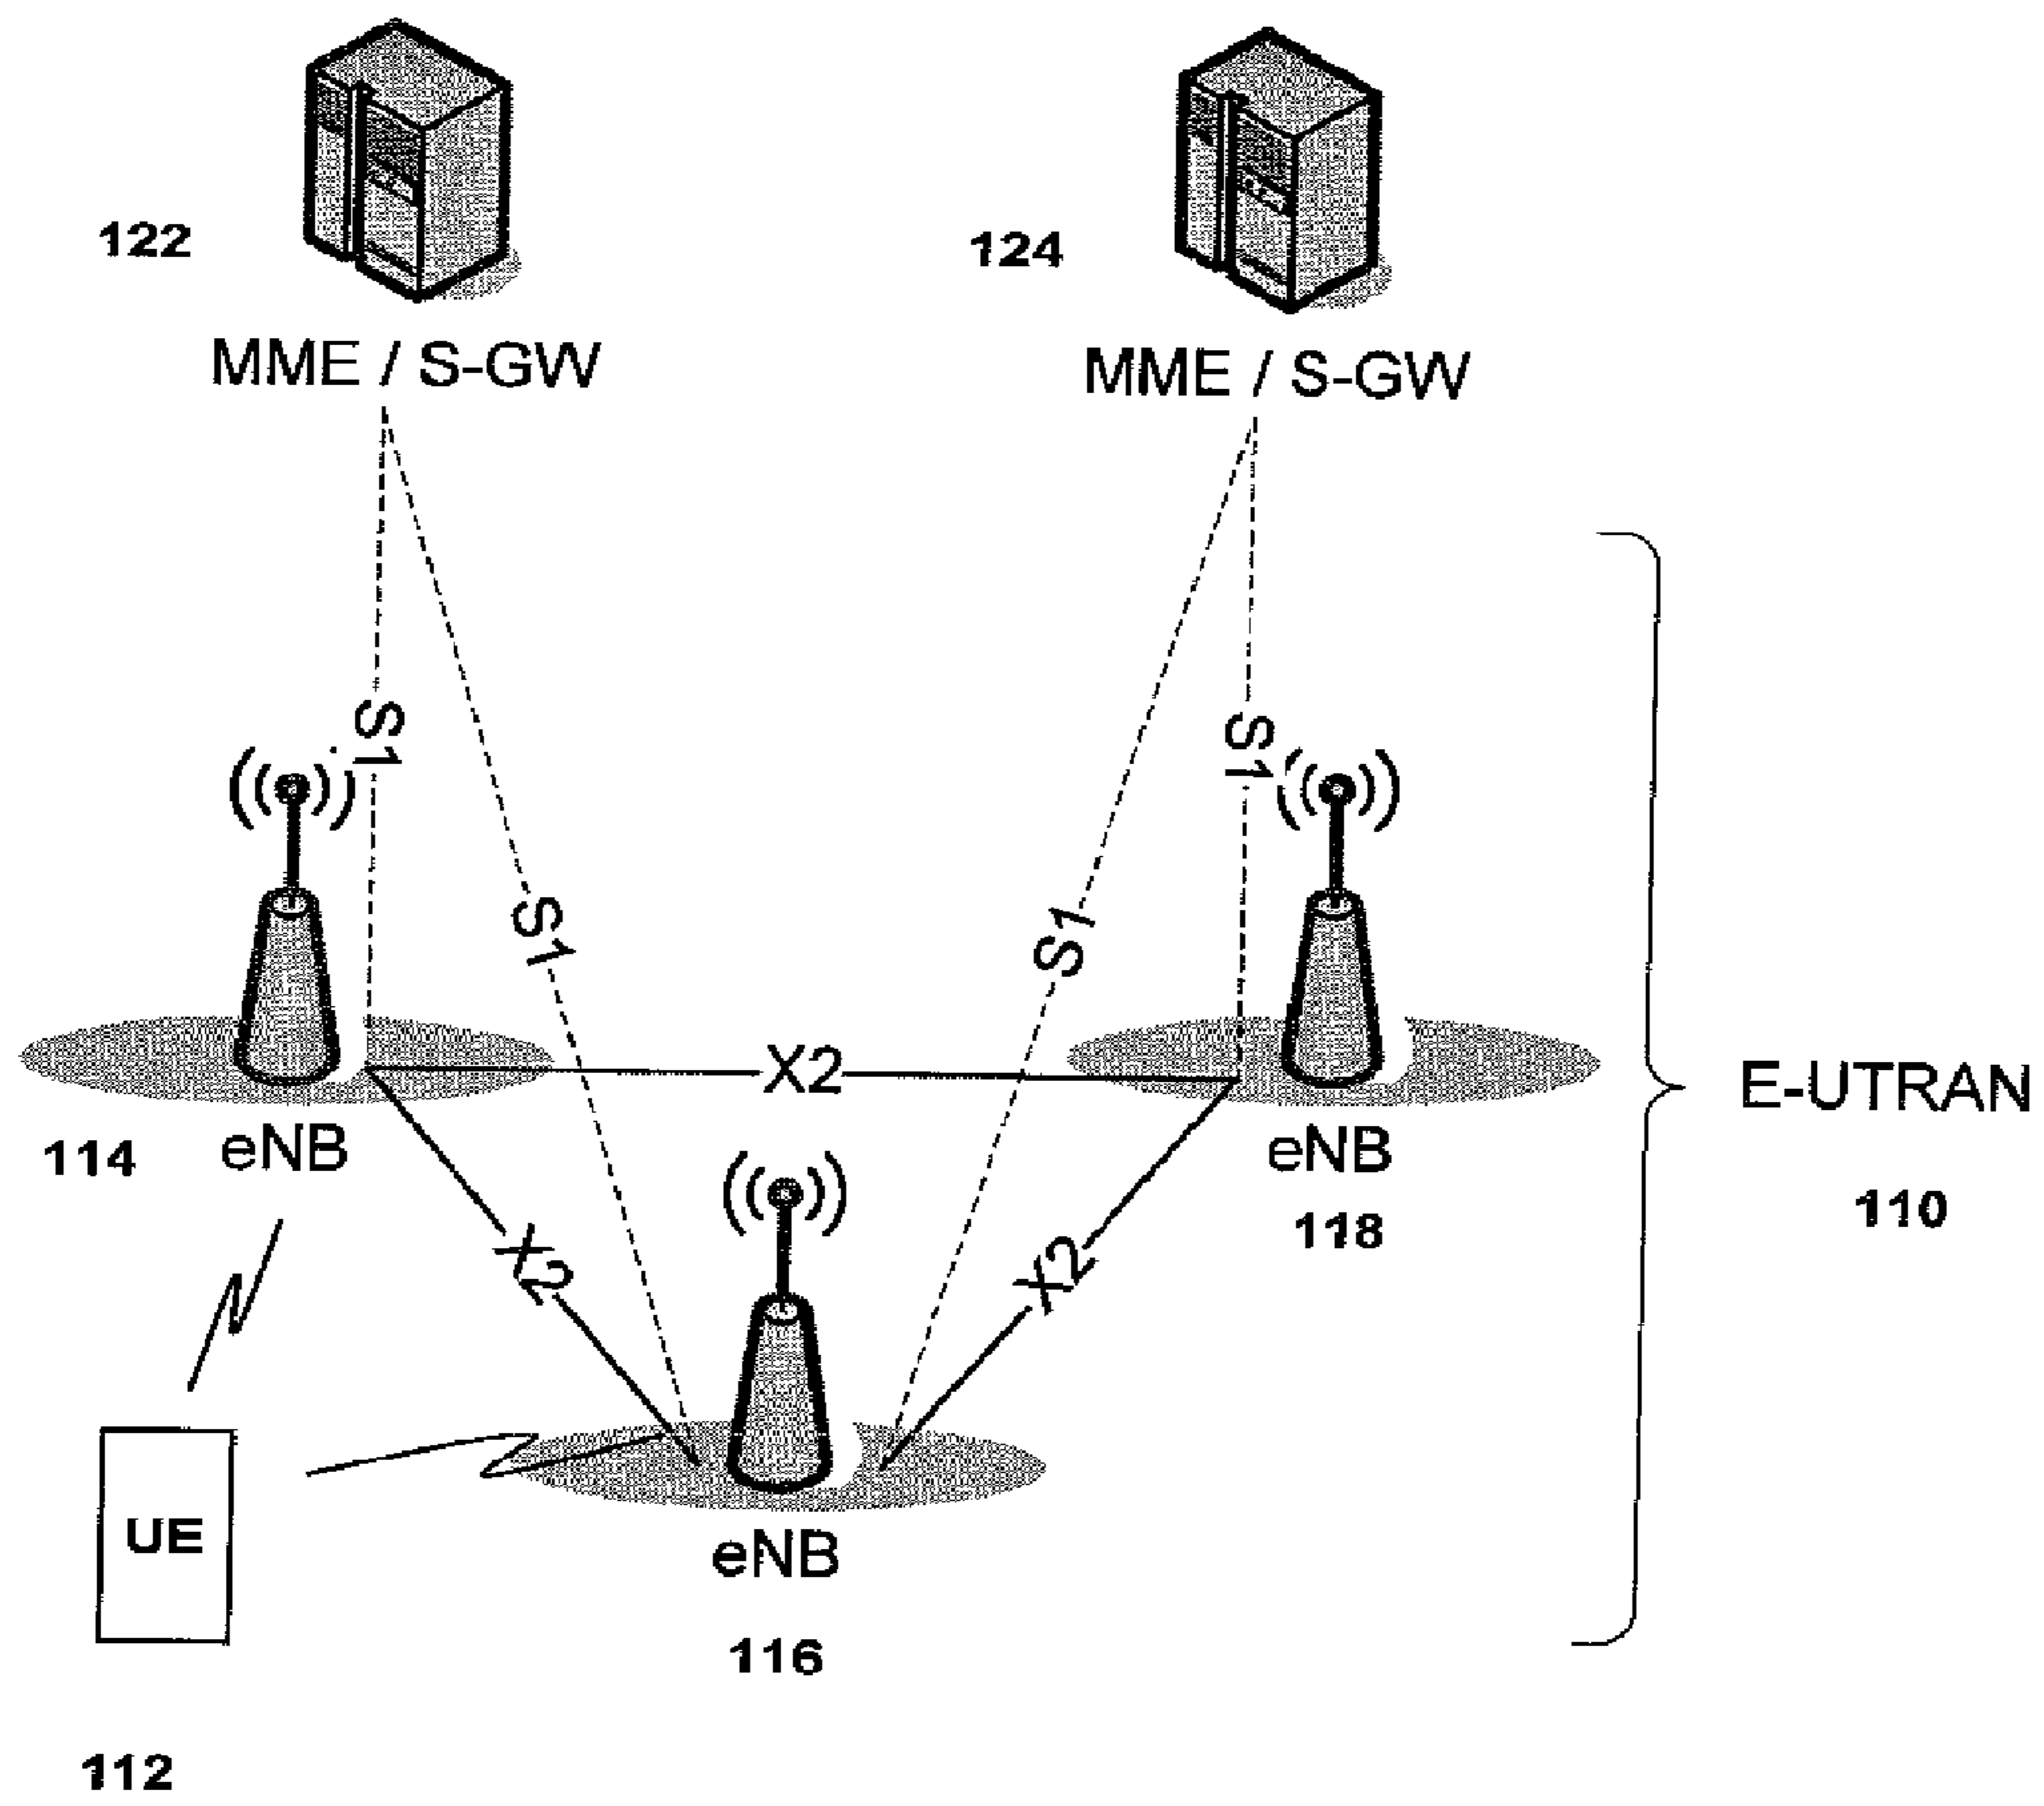 122
124
MME / S-GW
MME / S-GW
S1
S1
S1
S1
X2
E-UTRAN
110
114
eNB
eNB
118
X2
X2
UE
eNB
116
112